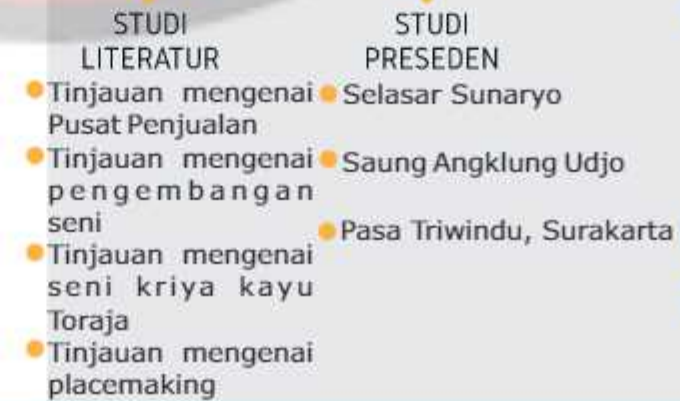 STUDI
LITERATUR
Tinjauan mengenai
Pusat Penjualan
Tinjauan mengenai
pengembangan
seni
Tinjauan mengenai
seni kriya kayu
Toraja
Tinjauan mengenai
placemaking
STUDI
PRESEDEN
Selasar Sunaryo
Saung Angklung Udjo
Pasa Triwindu, Surakarta